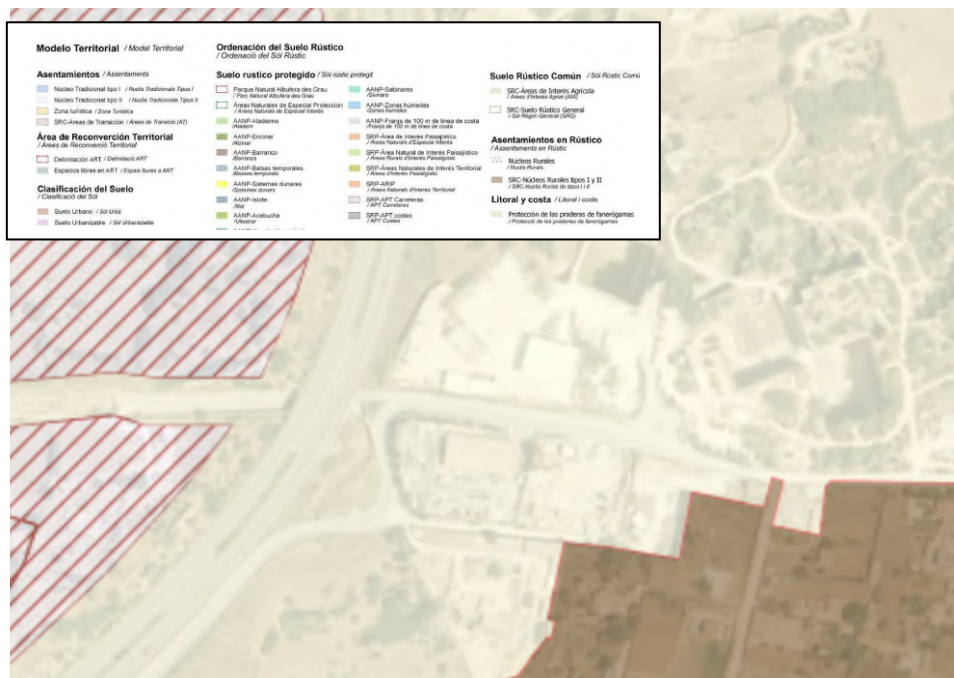 Modelo Territorial / Model Territorial
Asentamientos / Assentaments
Núcleo Tradicional tipo I / Nuclis Tradicionals Tipus I
Núcleo Tradicional tipo II / Nuclis Tradicionals Tipus II
Zona turística / Zona Turística
SRC-Áreas de Transición / Àrees de Transició (AT)
Área de Reconverción Territorial
/ Àrees de Reconverció Territorial
Delimitación ART / Delimitació ART
Espacios libres en ART / Espais lliures a ART
Clasificación del Suelo
/ Clasificació del Sòl
Suelo Urbano / Sòl Urbà
Suelo Urbanizable / Sòl Urbanizable
Ordenación del Suelo Rústico
/ Ordenació del Sòl Rústic
Suelo rustico protegido / Sòl rústic protegit
Parque Natural Albufera des Grau
/ Parc Natural Albufera des Grau
Áreas Naturales de Especial Protección
/ Àrees Naturals de Especial Interés
AANP-Aladierno
/Aladern
AANP-Encinar
/Alzinar
AANP-Barranco
/Barrancs
AANP-Balsas temporales
/Basses temporals
AANP-Sistemas dunares
/Sistemes dunars
AANP-Islote
/Illot
AANP-Acebuche
/Ullastrar
AANP-Sabinares
/Savinars
AANP-Zonas húmedas
/Zones humides
AANP-Franja de 100 m de linea de costa
/Franja de 100 m de linea de costa
SRP-Área de Interés Paisajístico
/ Àrees Naturals d'Especial Interés
SRP-Área Natural de Interés Paisajístico
/ Àrees Rurals d'Interés Paisatgístic
SRP-Áreas Naturales de Interés Territorial
/ Àrees d'Interés Paisatgístic
SRP-ARIP
/ Àrees Naturals d'Interés Territorial
SRP-APT Carreteras
/ APT Carreteres
SRP-APT costas
/ APT Costes
Suelo Rústico Común / Sòl Rústic Comú
SRC-Áreas de Interés Agrícola
/ Àrees d'Interés Agrari (AIA)
SRC-Suelo Rústico General
/ Sòl Règim General (SRG)
Asentamientos en Rústico
/ Assentaments en Rústic
Núcleos Rurales
/ Nuclis Rurals
SRC-Núcleos Rurales tipos I y II
/ SRC-Nuclis Rurals de tipus I i II
Litoral y costa / Litoral i costa
Protección de las praderas de fanerógamas
/ Protecció de les praderes de fanerògames